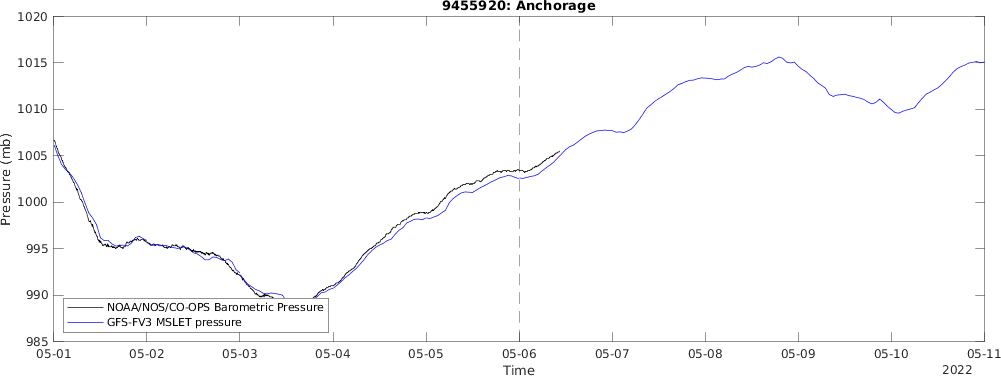 9455920: Anchorage
1020
1015
1010
1005
1000
995
990
985
Pressure (mb)
NOAA/NOS/CO-OPS Barometric Pressure
GFS-FV3 MSLET pressure
05-01 05-02 05-03 05-04 05-05 05-06 05-07 05-08 05-09 05-10 05-11
Time
2022